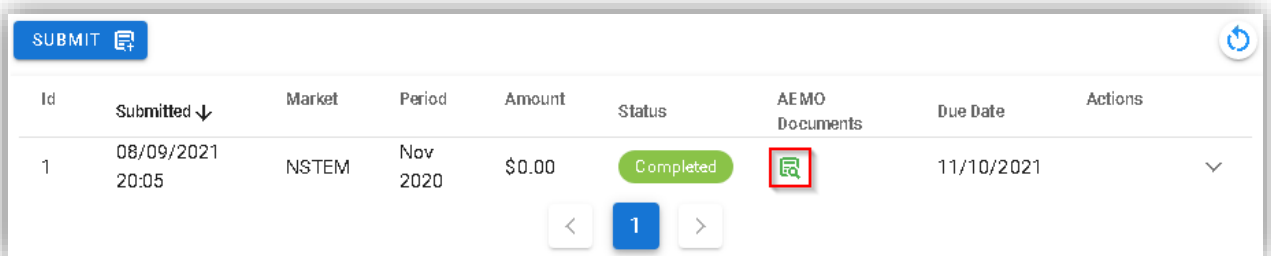 SUBMIT
Id Submitted Market Period Amount Status AEMO Documents Due Date Actions
1 08/09/2021 20:05 NSTEM Nov 2020 $0.00 Completed 11/10/2021
1